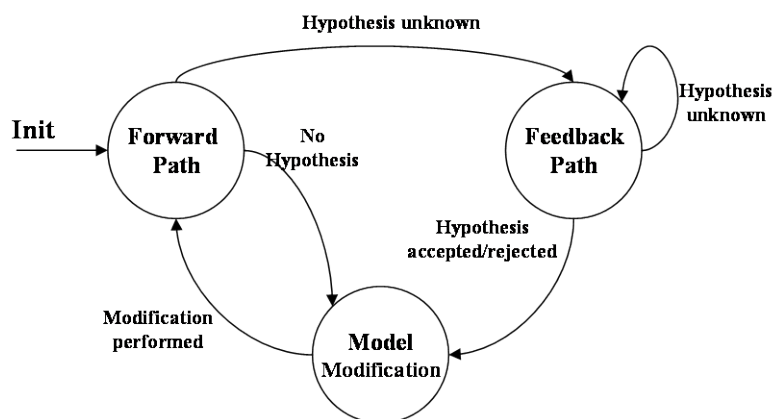 Hypothesis unknown
Init
Forward
Path
No
Hypothesis
Feedback
Path
Hypothesis
unknown
Hypothesis
accepted/rejected
Modification
performed
Model
Modification